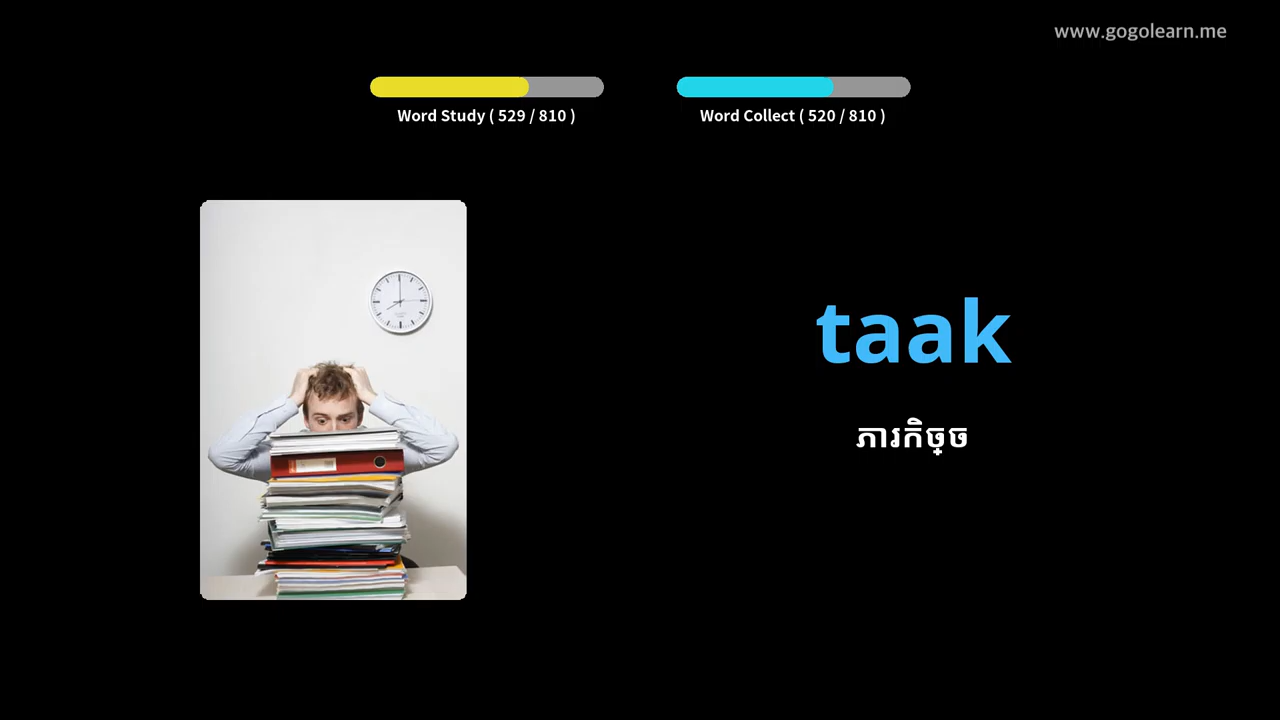 www.gogolearn.me
Word Study ( 529 / 810 )
Word Collect ( 520 / 810 )
taak
ភារកិច្ច